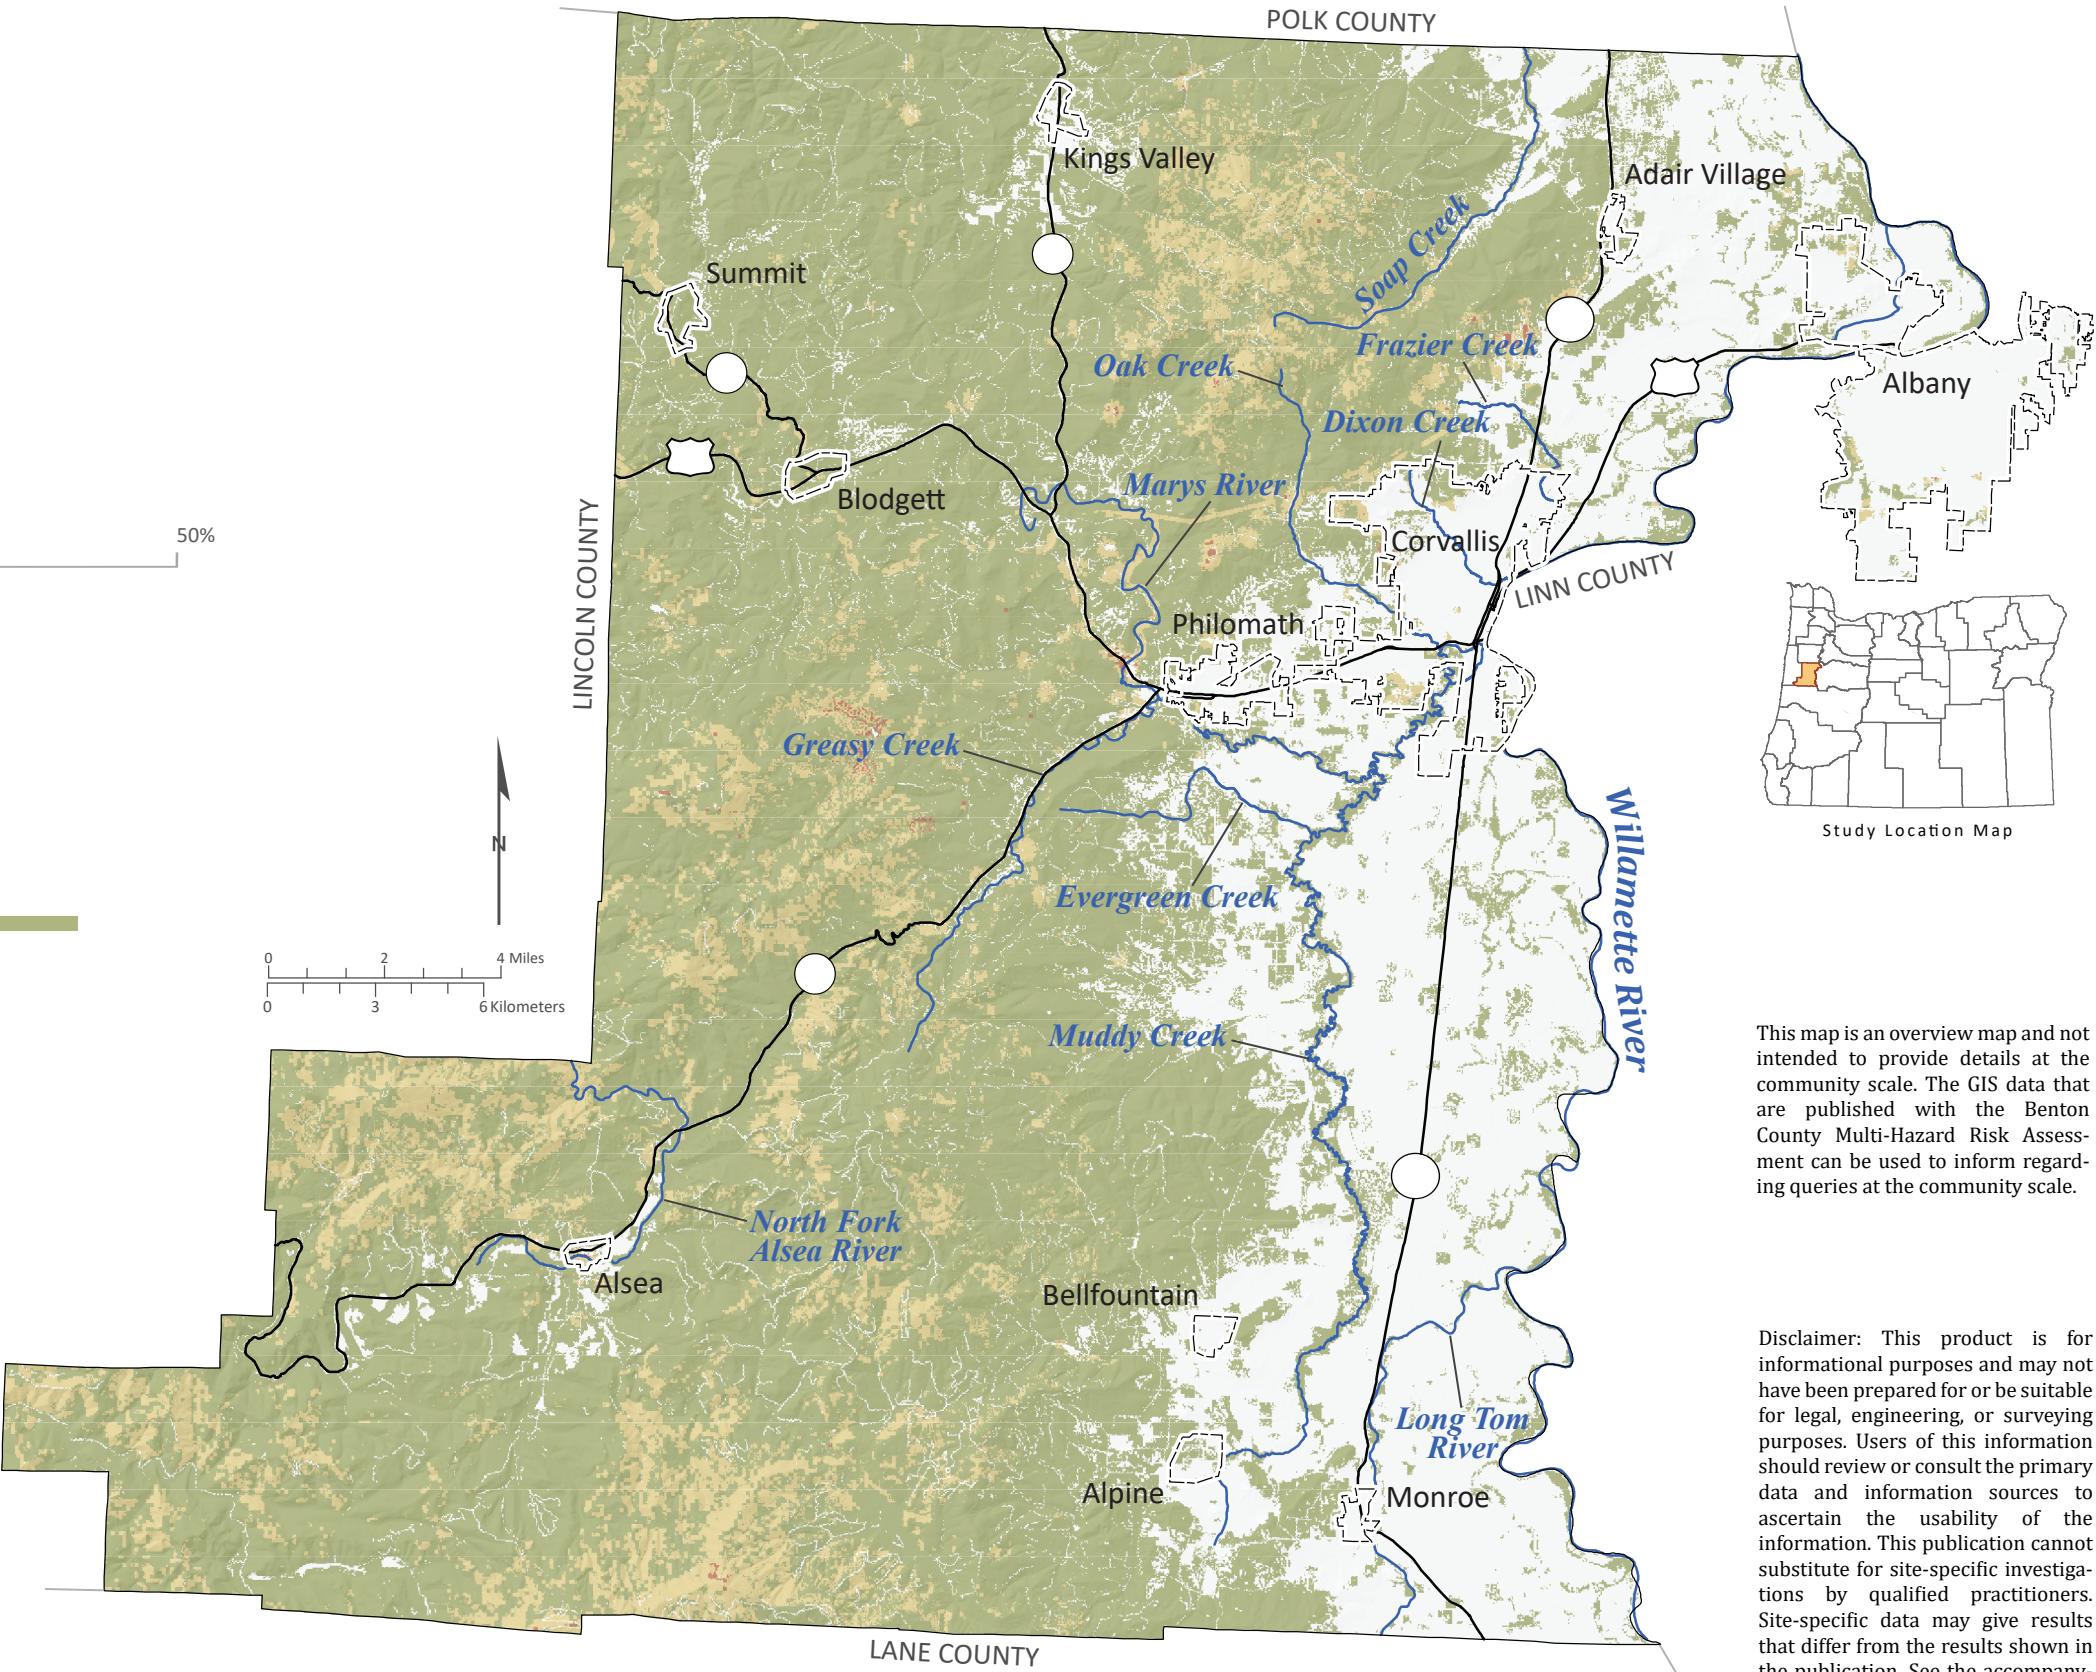 POLK COUNTY
Kings Valley
Adair Village
Soap Creek
Summit
Frazier Creek
Oak Creek
Albany
Dixon Creek
Marys River
Blodgett
LINCOLN COUNTY
50%
Corvallis
LINN COUNTY
Philomath
Greasy Creek
Willamette River
Study Location Map
N
Evergreen Creek
0 2 4 Miles
0 3 6 Kilometers
Muddy Creek
This map is an overview map and not
intended to provide details at the
community scale. The GIS data that
are published with the Benton
County Multi-Hazard Risk Assess-
ment can be used to inform regard-
ing queries at the community scale.
North Fork
Alsea River
Alsea
Bellfountain
Long Tom
River
Alpine
Monroe
Disclaimer: This product is for
informational purposes and may not
have been prepared for or be suitable
for legal, engineering, or surveying
purposes. Users of this information
should review or consult the primary
data and information sources to
ascertain the usability of the
information. This publication cannot
substitute for site-specific investiga-
tions by qualified practitioners.
Site-specific data may give results
that differ from the results shown in
the publication. See the accompany-
LANE COUNTY